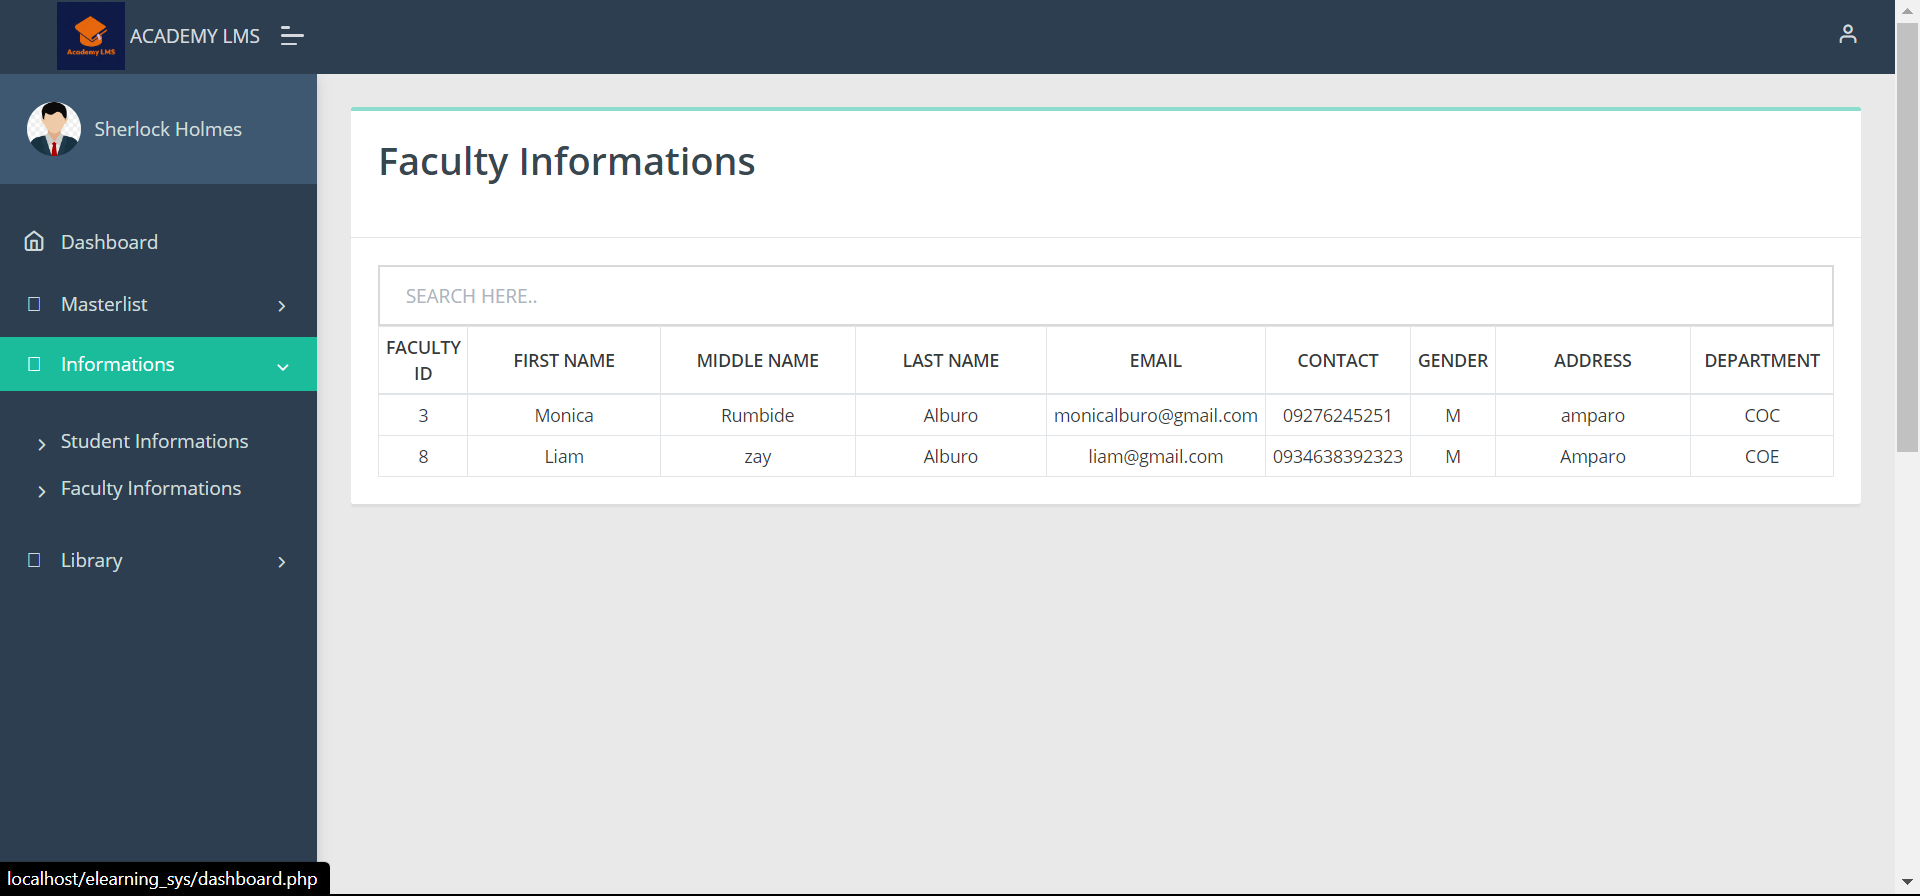 Academy LMS
ACADEMY LMS
Sherlock Holmes
Dashboard
Masterlist
Informations
Student Informations
Faculty Informations
Library
Faculty Informations
SEARCH HERE..
FACULTY ID FIRST NAME MIDDLE NAME LAST NAME EMAIL CONTACT GENDER ADDRESS DEPARTMENT
3 Monica Rumbide Alburo monicalburo@gmail.com 09276245251 M amparo COC
8 Liam zay Alburo liam@gmail.com 0934638392323 M Amparo COE
localhost/elearning_sys/dashboard.php